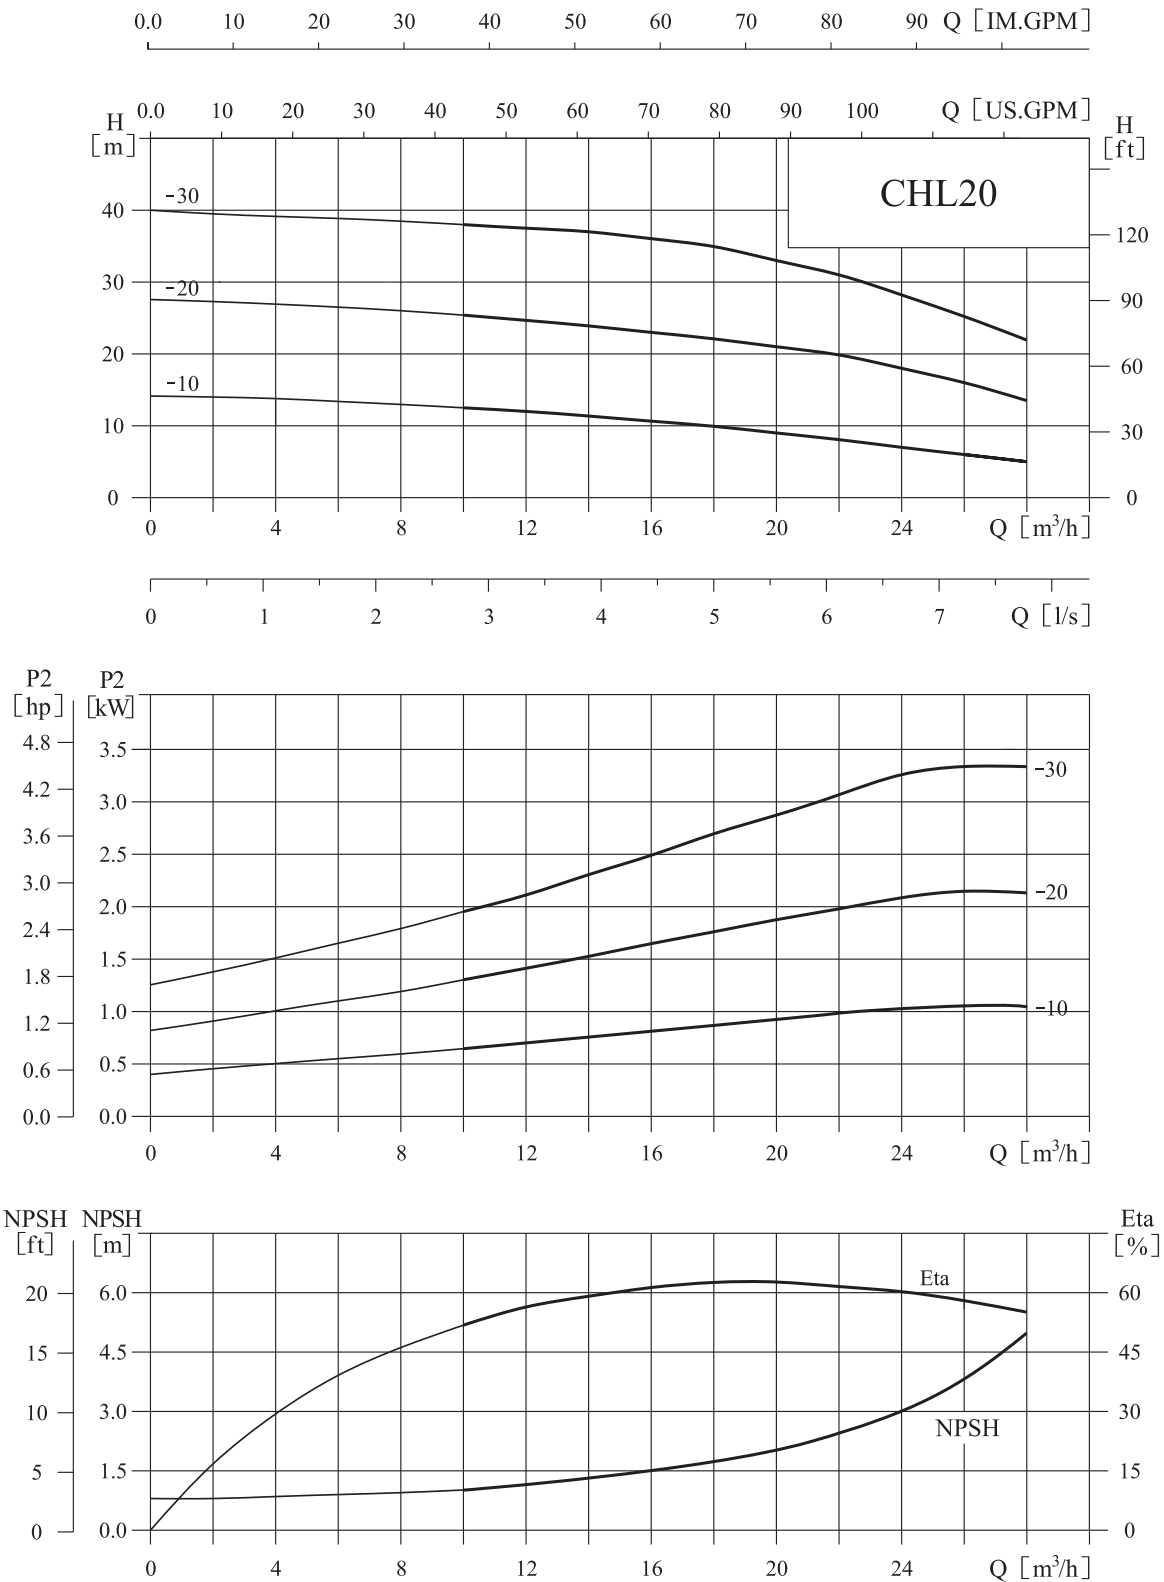 0.0 10 20 30 40 50 60 70 80 90 Q [IM.GPM]
0.0 10 20 30 40 50 60 70 80 90 100 Q [US.GPM]
H
[m]
H
[ft]
CHL20
-30
40
120
30
-20
90
20
60
-10
10
30
0
0
0 4 8 12 16 20 24 Q [m³/h]
0 1 2 3 4 5 6 7 Q [l/s]
P2 P2
[hp] [kW]
4.8 3.5
-30
4.2 3.0
3.6 2.5
3.0 2.0
-20
2.4 1.5
1.8 1.0
-10
1.2 0.5
0.6
0.0 0.0
0 4 8 12 16 20 24 Q [m³/h]
NPSH NPSH Eta
[ft] [m] [%]
Eta
20 6.0 60
15 4.5 45
10 3.0 30
NPSH
5 1.5 15
0 0.0 0
0 4 8 12 16 20 24 Q [m³/h]